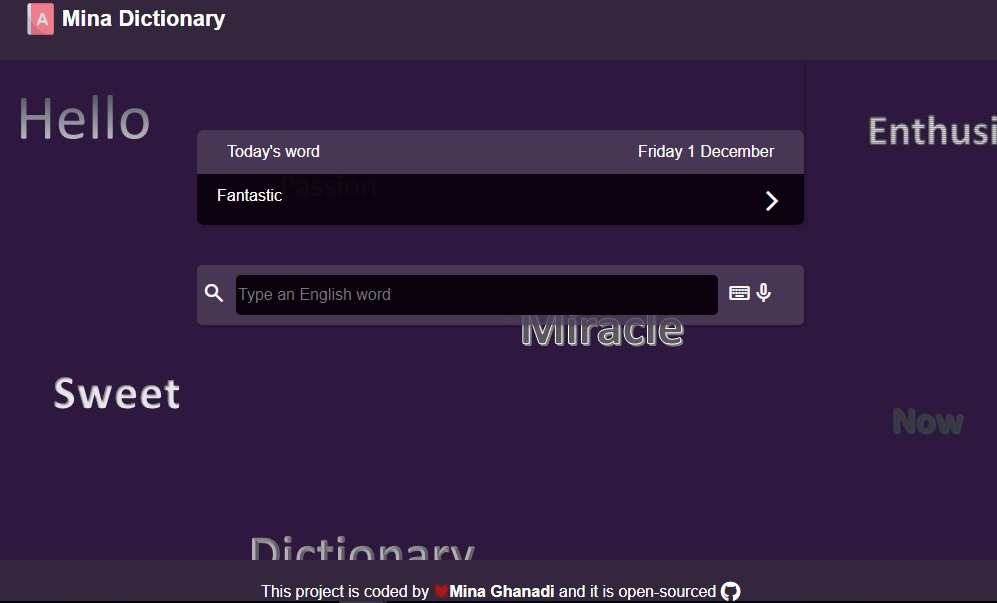 A Mina Dictionary
Hello
Enthusi
Today's word Friday 1 December
Passion
Fantastic
Type an English word
Miracle
Sweet
Now
Dictionary
This project is coded by Mina Ghanadi and it is open-sourced